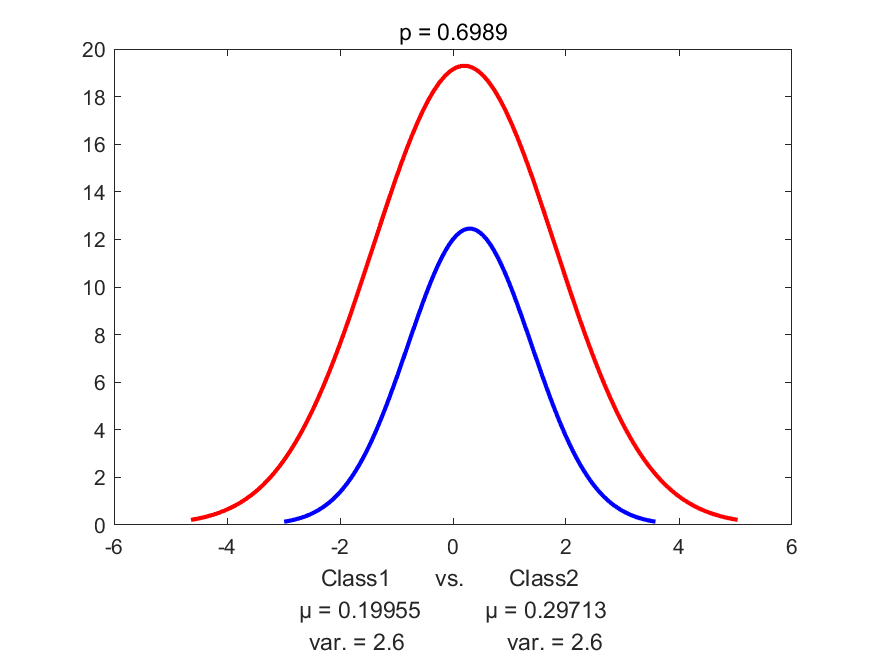 p = 0.6989
20
18
16
14
12
10
8
6
4
2
0
-6 -4 -2 0 2 4 6
Class1 vs. Class2
μ = 0.19955 μ = 0.29713
var. = 2.6 var. = 2.6